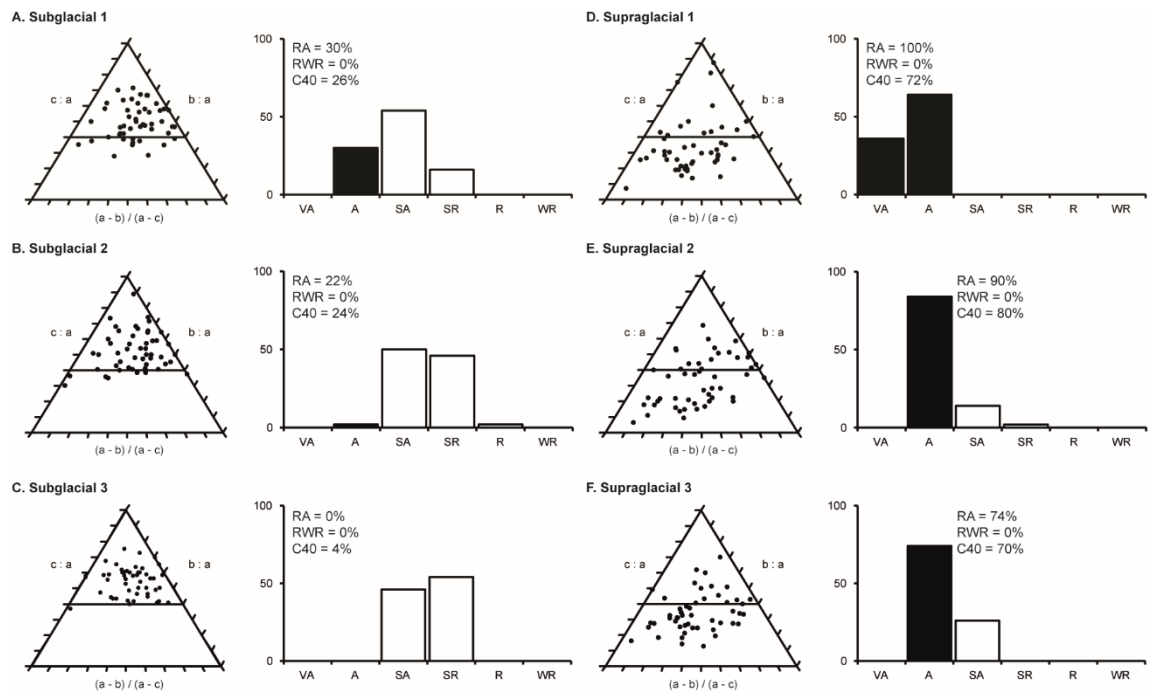 A. Subglacial 1
c : a
b : a
(a - b) / (a - c)
100
50
0
RA = 30%
RWR = 0%
C40 = 26%
VA A SA SR R WR
D. Supraglacial 1
c : a
b : a
(a - b) / (a - c)
100
50
0
RA = 100%
RWR = 0%
C40 = 72%
VA A SA SR R WR
B. Subglacial 2
c : a
b : a
(a - b) / (a - c)
100
50
0
RA = 22%
RWR = 0%
C40 = 24%
VA A SA SR R WR
E. Supraglacial 2
c : a
b : a
(a - b) / (a - c)
100
50
0
RA = 90%
RWR = 0%
C40 = 80%
VA A SA SR R WR
C. Subglacial 3
c : a
b : a
(a - b) / (a - c)
100
50
0
RA = 0%
RWR = 0%
C40 = 4%
VA A SA SR R WR
F. Supraglacial 3
c : a
b : a
(a - b) / (a - c)
100
50
0
RA = 74%
RWR = 0%
C40 = 70%
VA A SA SR R WR